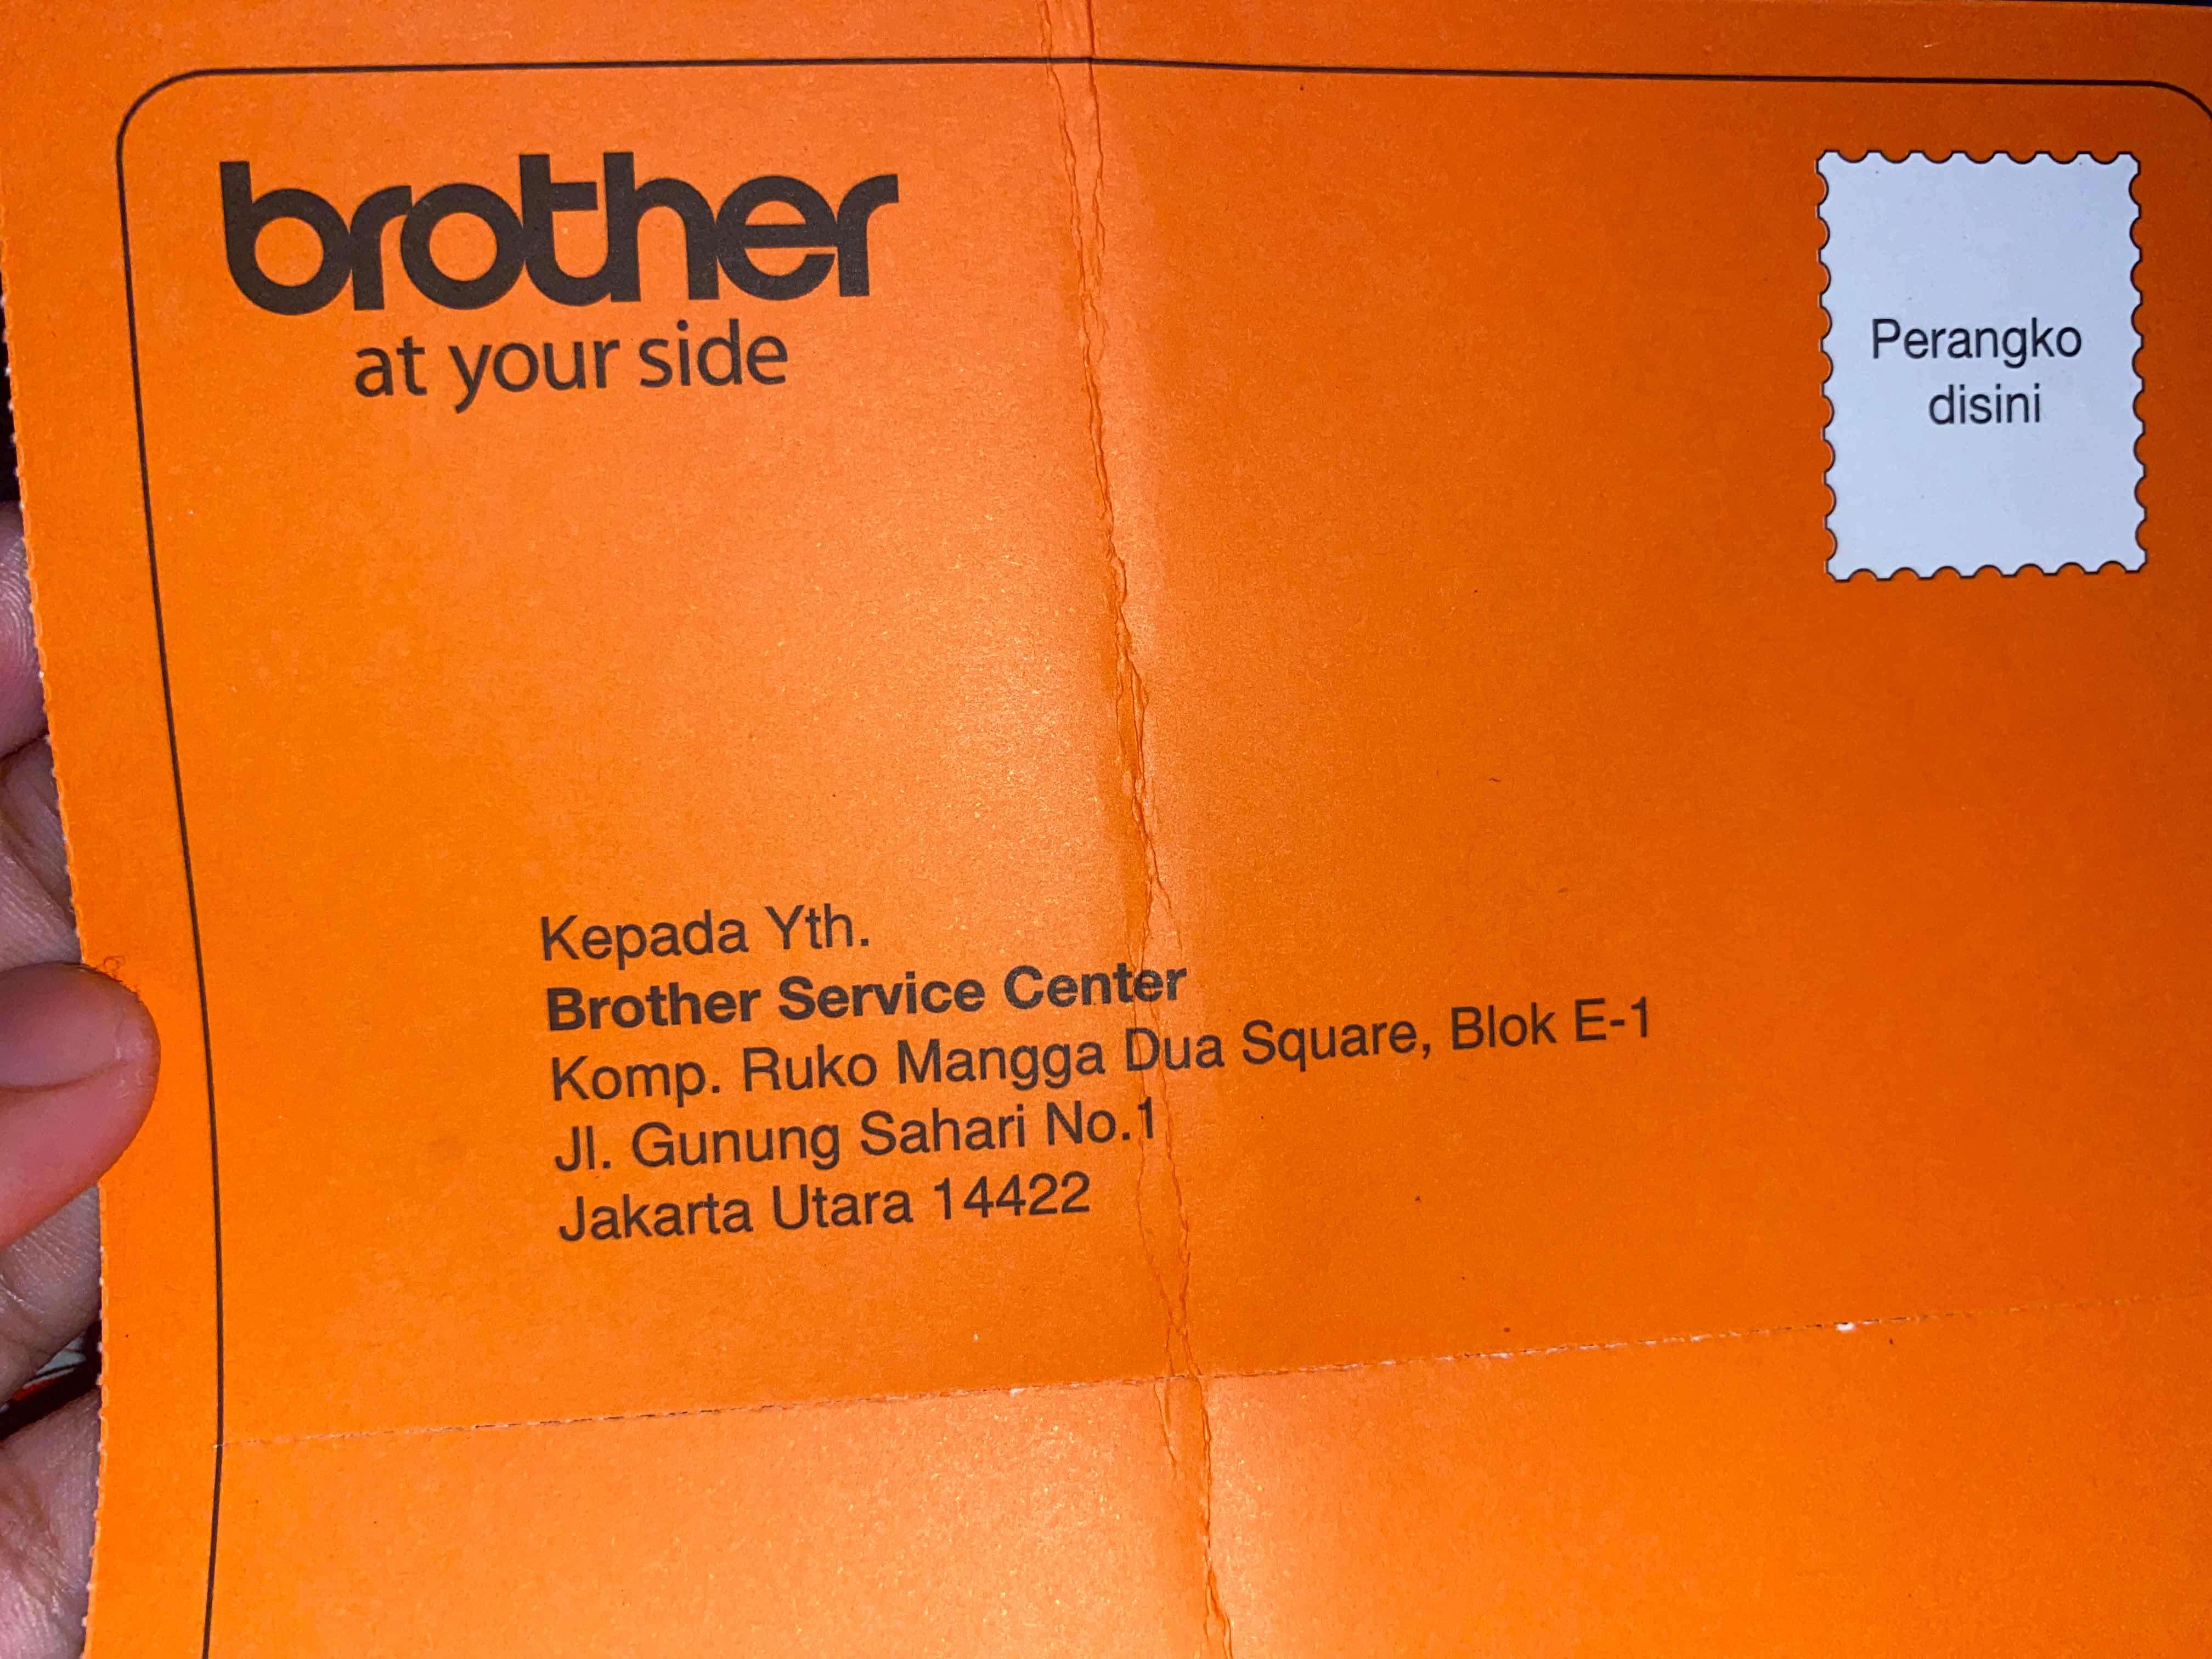 brother
at your side
Perangko
disini
Kepada Yth.
Brother Service Center
Komp. Ruko Mangga Dua Square, Blok E-1
Jl. Gunung Sahari No.1
Jakarta Utara 14422